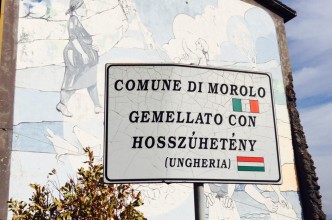 COMUNE DI MOROLO
GEMELLATO CON
HOSSZÚHETÉNY
(UNGHERIA)